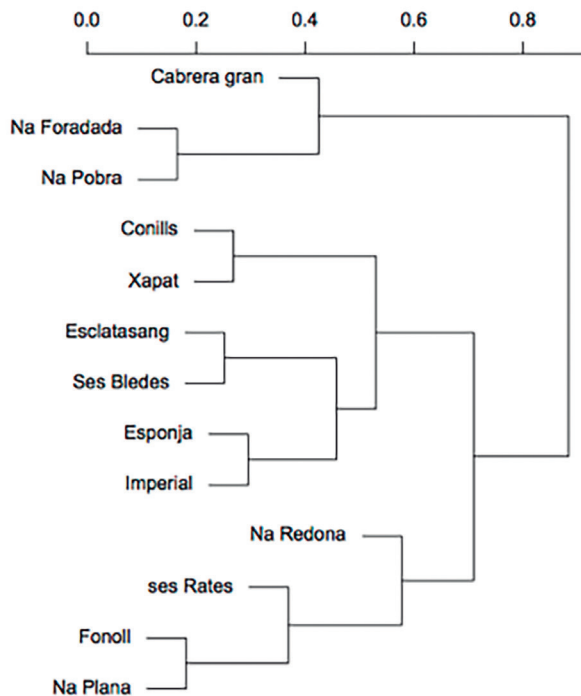 0.0 0.2 0.4 0.6 0.8
Cabrera gran
Na Foradada
Na Pobra
Conills
Xapat
Esclatasang
Ses Bledes
Esponja
Imperial
Na Redona
ses Rates
Fonoll
Na Plana